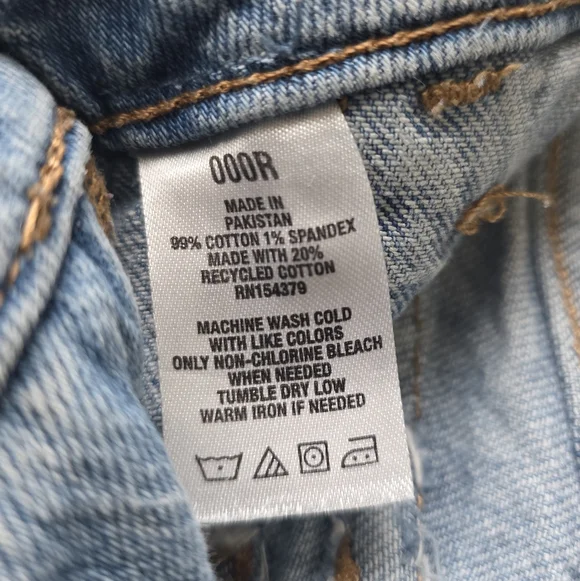 000R
MADE IN
PAKISTAN
99% COTTON 1% SPANDEX
MADE WITH 20%
RECYCLED COTTON
RN154379
MACHINE WASH COLD
WITH LIKE COLORS
ONLY NON-CHLORINE BLEACH
WHEN NEEDED
TUMBLE DRY LOW
WARM IRON IF NEEDED